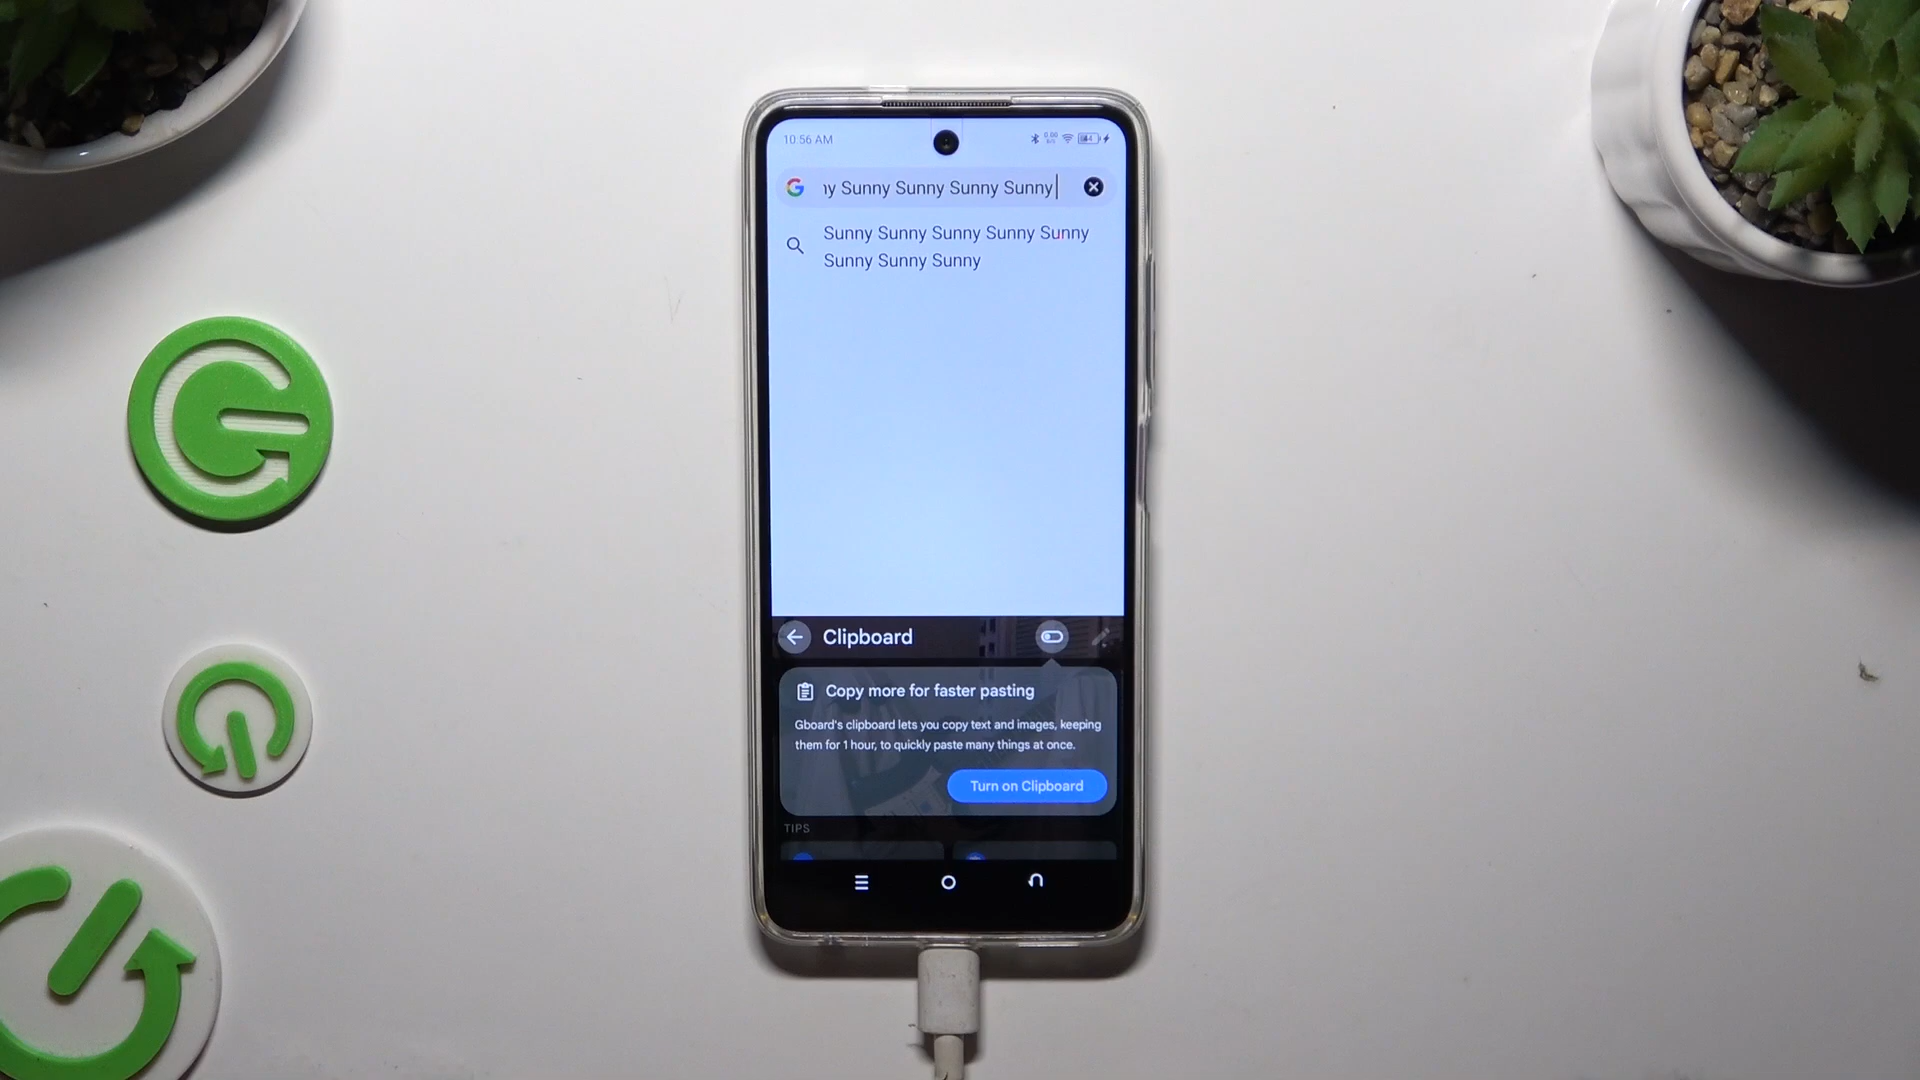 10:56 AM
0.00
ıy Sunny Sunny Sunny Sunny
Sunny Sunny Sunny Sunny Sunny
Sunny Sunny Sunny
Clipboard
Copy more for faster pasting
Gboard's clipboard lets you copy text and images, keeping
them for 1 hour, to quickly paste many things at once.
Turn on Clipboard
TIPS